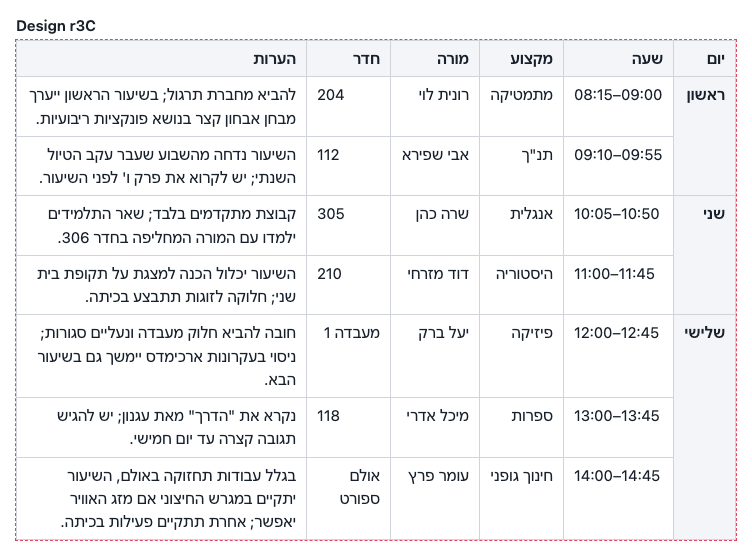 Design r3C
יום שעה מקצוע מורה חדר הערות
ראשון 08:15–09:00 מתמטיקה רונית לוי 204 להביא מחברת תרגול; בשיעור הראשון ייערך
מבחן אבחון קצר בנושא פונקציות ריבועיות.
09:10–09:55 תנ"ך אבי שפירא 112 השיעור נדחה מהשבוע שעבר עקב הטיול
השנתי; יש לקרוא את פרק ו' לפני השיעור.
שני 10:05–10:50 אנגלית שרה כהן 305 קבוצת מתקדמים בלבד; שאר התלמידים
ילמדו עם המורה המחליפה בחדר 306.
11:00–11:45 היסטוריה דוד מזרחי 210 השיעור יכלול הכנה למצגת על תקופת בית
שני; חלוקה לזוגות תתבצע בכיתה.
שלישי 12:00–12:45 פיזיקה יעל ברק מעבדה 1 חובה להביא חלוק מעבדה ונעליים סגורות;
ניסוי בעקרונות ארכימדס יימשך גם בשיעור
הבא.
13:00–13:45 ספרות מיכל אדרי 118 נקרא את "הדרך" מאת עגנון; יש להגיש
תגובה קצרה עד יום חמישי.
14:00–14:45 חינוך גופני עומר פרץ אולם בגלל עבודות תחזוקה באולם, השיעור
ספורט יתקיים במגרש החיצוני אם מזג האוויר
יאפשר; אחרת תתקיים פעילות בכיתה.